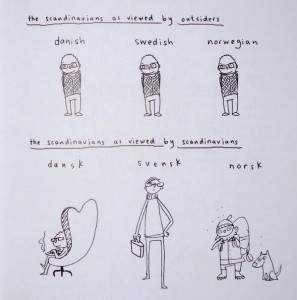 the scandinavians as viewed by outsiders
danish swedish norwegian
the scandinavians as viewed by scandinavians
dansk svensk norsk